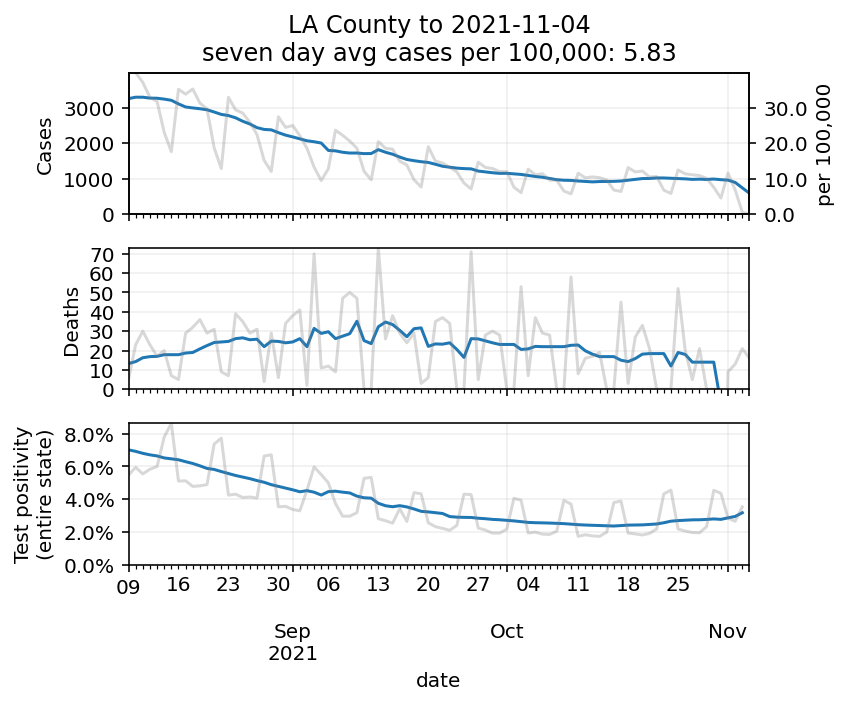 LA County to 2021-11-04
seven day avg cases per 100,000: 5.83
Cases
3000
2000
1000
0
30.0
20.0
10.0
0.0
per 100,000
Deaths
70
60
50
40
30
20
10
0
Test positivity
(entire state)
8.0%
6.0%
4.0%
2.0%
0.0%
09 16 23 30 06 13 20 27 04 11 18 25
Sep Oct Nov
2021
date